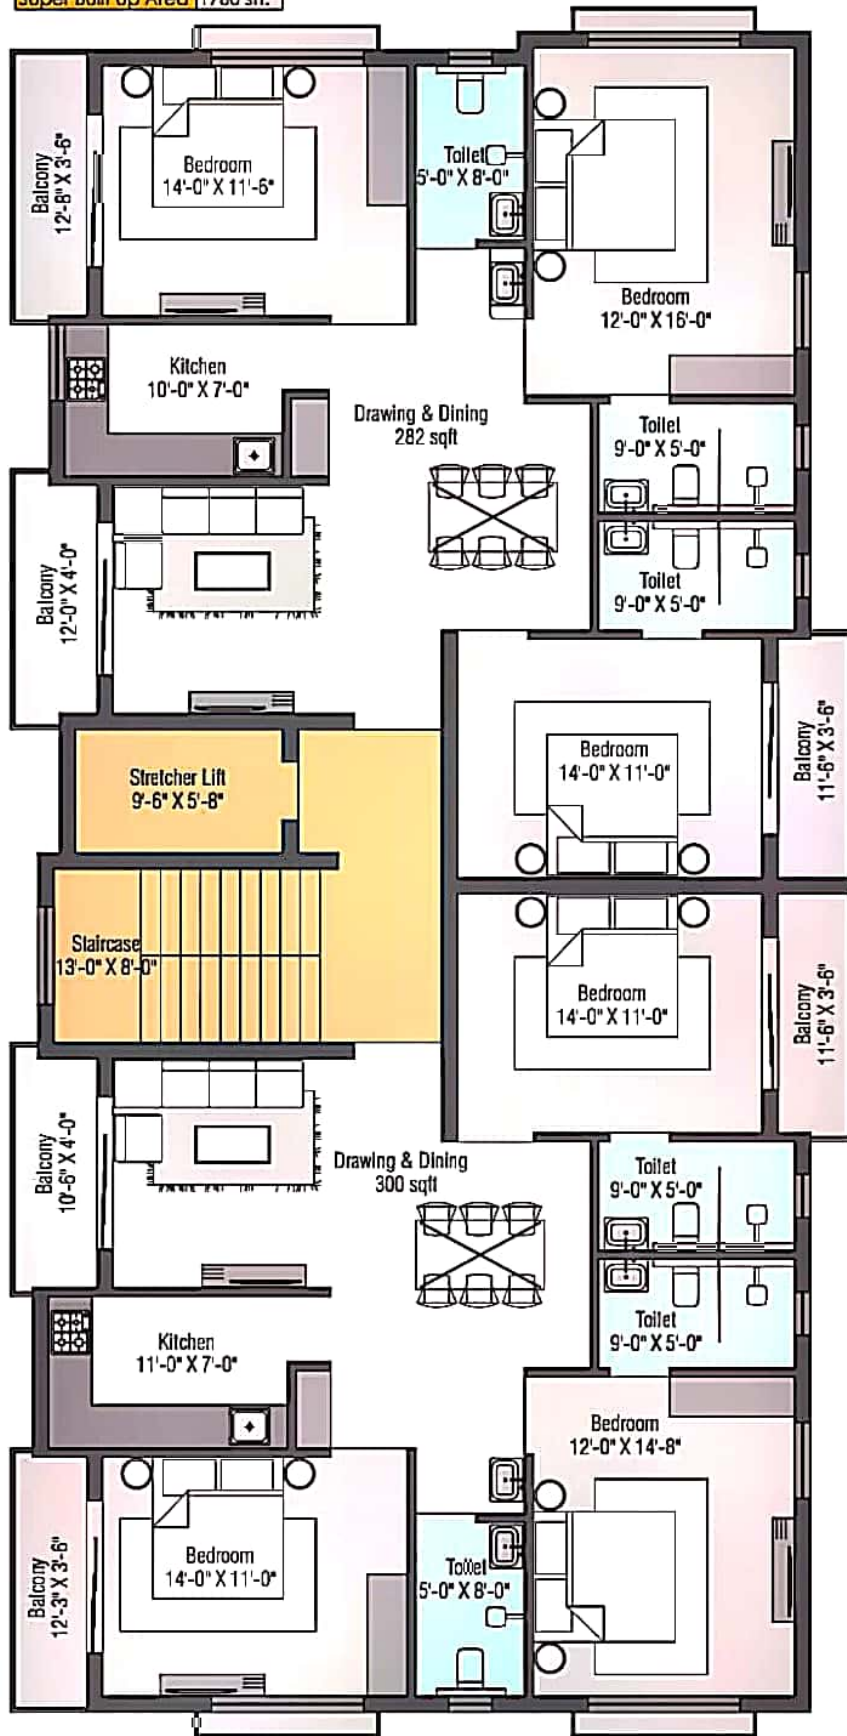 Super Built up Area 1780 sft.
Bedroom
14'-0" X 11'-6"
Balcony
12'-8" X 3'-6"
Toilet
5'-0" X 8'-0"
Bedroom
12'-0" X 16'-0"
Kitchen
10'-0" X 7'-0"
Drawing & Dining
282 sqft
Toilet
9'-0" X 5'-0"
Balcony
12'-0" X 4'-0"
Toilet
9'-0" X 5'-0"
Bedroom
14'-0" X 11'-0"
Balcony
11'-6" X 3'-6"
Stretcher Lift
9'-6" X 5'-8"
Staircase
13'-0" X 8'-0"
Bedroom
14'-0" X 11'-0"
Balcony
11'-6" X 3'-6"
Balcony
10'-6" X 4'-0"
Drawing & Dining
300 sqft
Toilet
9'-0" X 5'-0"
Toilet
9'-0" X 5'-0"
Kitchen
11'-0" X 7'-0"
Bedroom
12'-0" X 14'-8"
Balcony
12'-3" X 3'-6"
Bedroom
14'-0" X 11'-0"
Toilet
5'-0" X 8'-0"